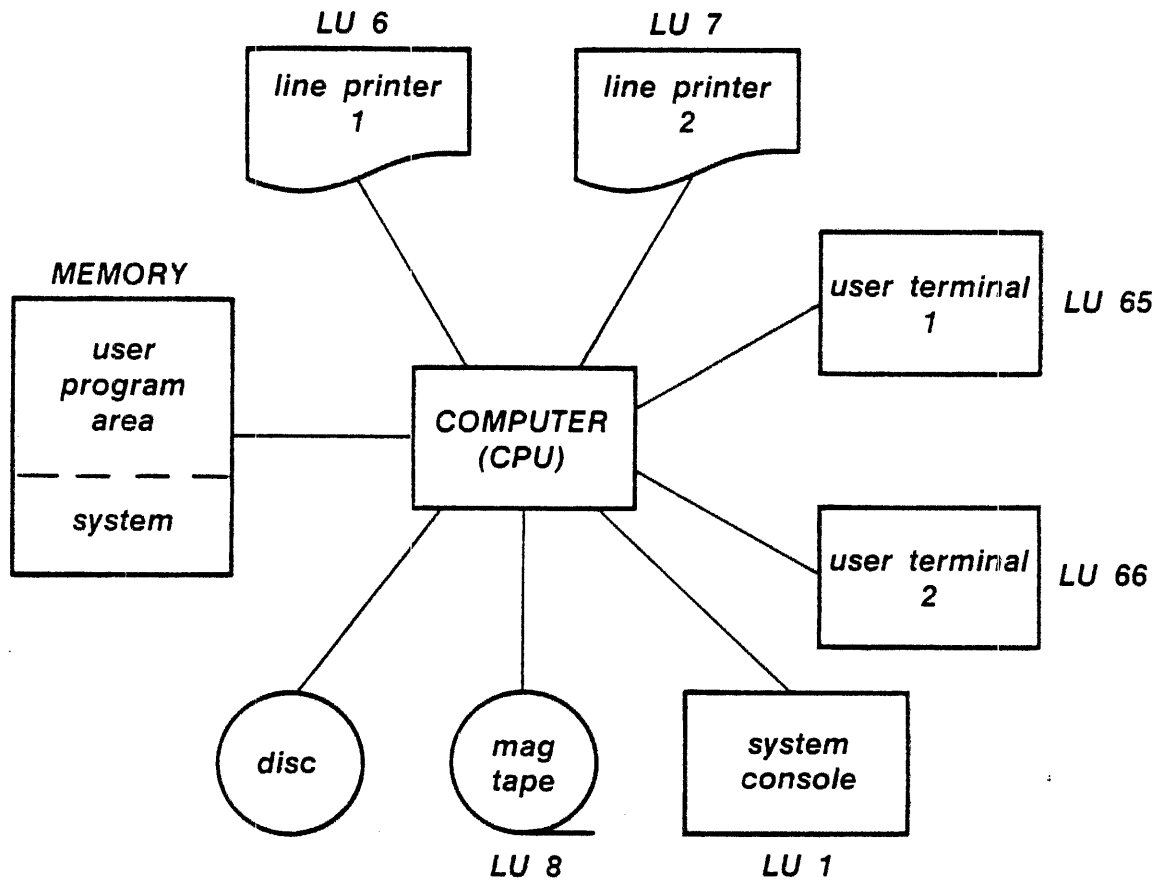 LU 6
line printer
1
LU 7
line printer
2
MEMORY
user
program
area
system
COMPUTER
(CPU)
user terminal
1
LU 65
user terminal
2
LU 66
disc
mag
tape
LU 8
system
console
LU 1